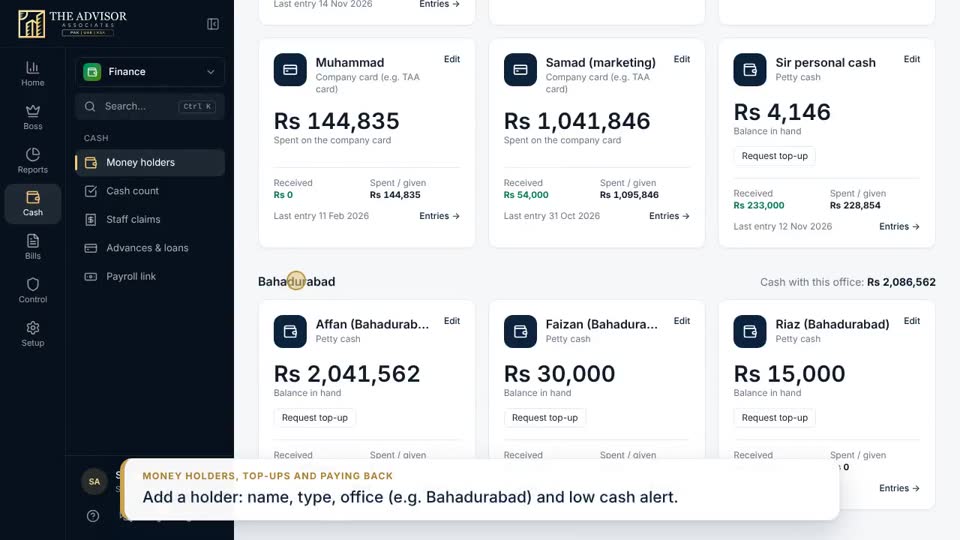 THE ADVISOR
ASSOCIATES
PAK | UAE | KSA
Home
Boss
Reports
Cash
Bills
Control
Setup
Finance
Search...
Ctrl K
CASH
Money holders
Cash count
Staff claims
Advances & loans
Payroll link
SA
Last entry 14 Nov 2026
Entries →
Entries →
Muhammad
Edit
Company card (e.g. TAA
card)
Rs 144,835
Spent on the company card
Received
Spent / given
Rs 0
Rs 144,835
Last entry 11 Feb 2026
Entries →
Samad (marketing)
Edit
Company card (e.g. TAA
card)
Rs 1,041,846
Spent on the company card
Received
Spent / given
Rs 54,000
Rs 1,095,846
Last entry 31 Oct 2026
Entries →
Sir personal cash
Edit
Petty cash
Rs 4,146
Balance in hand
Request top-up
Received
Spent / given
Rs 233,000
Rs 228,854
Last entry 12 Nov 2026
Entries →
Bahadurabad
Cash with this office: Rs 2,086,562
Affan (Bahadurab...
Edit
Petty cash
Rs 2,041,562
Balance in hand
Request top-up
Received
Spent / given
Faizan (Bahadura...
Edit
Petty cash
Rs 30,000
Balance in hand
Request top-up
Received
Spent / given
Riaz (Bahadurabad)
Edit
Petty cash
Rs 15,000
Balance in hand
Request top-up
Received
Spent / given
0
Entries →
MONEY HOLDERS, TOP-UPS AND PAYING BACK
Add a holder: name, type, office (e.g. Bahadurabad) and low cash alert.